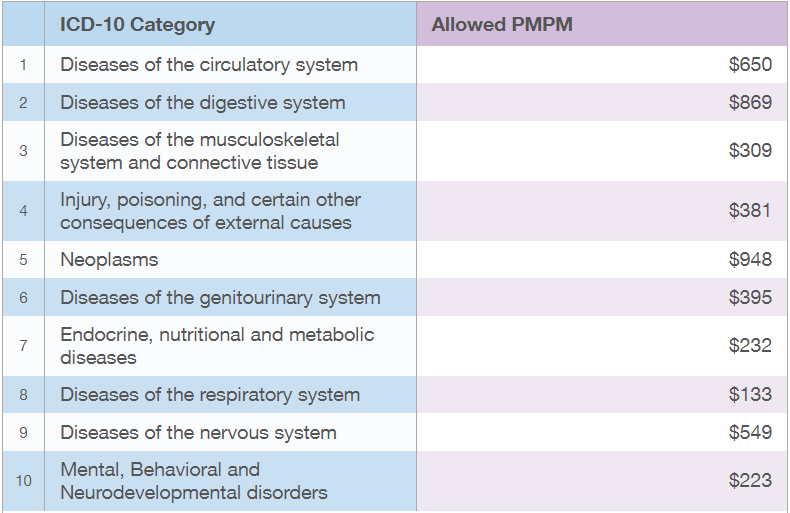 ICD-10 Category Allowed PMPM
1 Diseases of the circulatory system $650
2 Diseases of the digestive system $869
3 Diseases of the musculoskeletal
system and connective tissue $309
4 Injury, poisoning, and certain other
consequences of external causes $381
5 Neoplasms $948
6 Diseases of the genitourinary system $395
7 Endocrine, nutritional and metabolic
diseases $232
8 Diseases of the respiratory system $133
9 Diseases of the nervous system $549
10 Mental, Behavioral and
Neurodevelopmental disorders $223